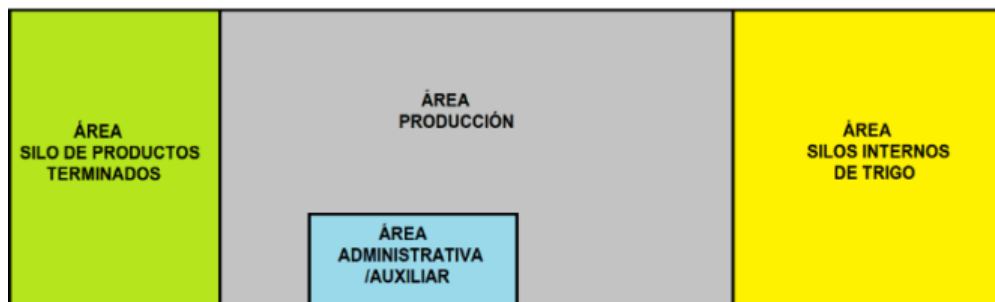 ÁREA
SILO DE PRODUCTOS
TERMINADOS
ÁREA
PRODUCCIÓN
ÁREA
ADMINISTRATIVA
/AUXILIAR
ÁREA
SILOS INTERNOS
DE TRIGO